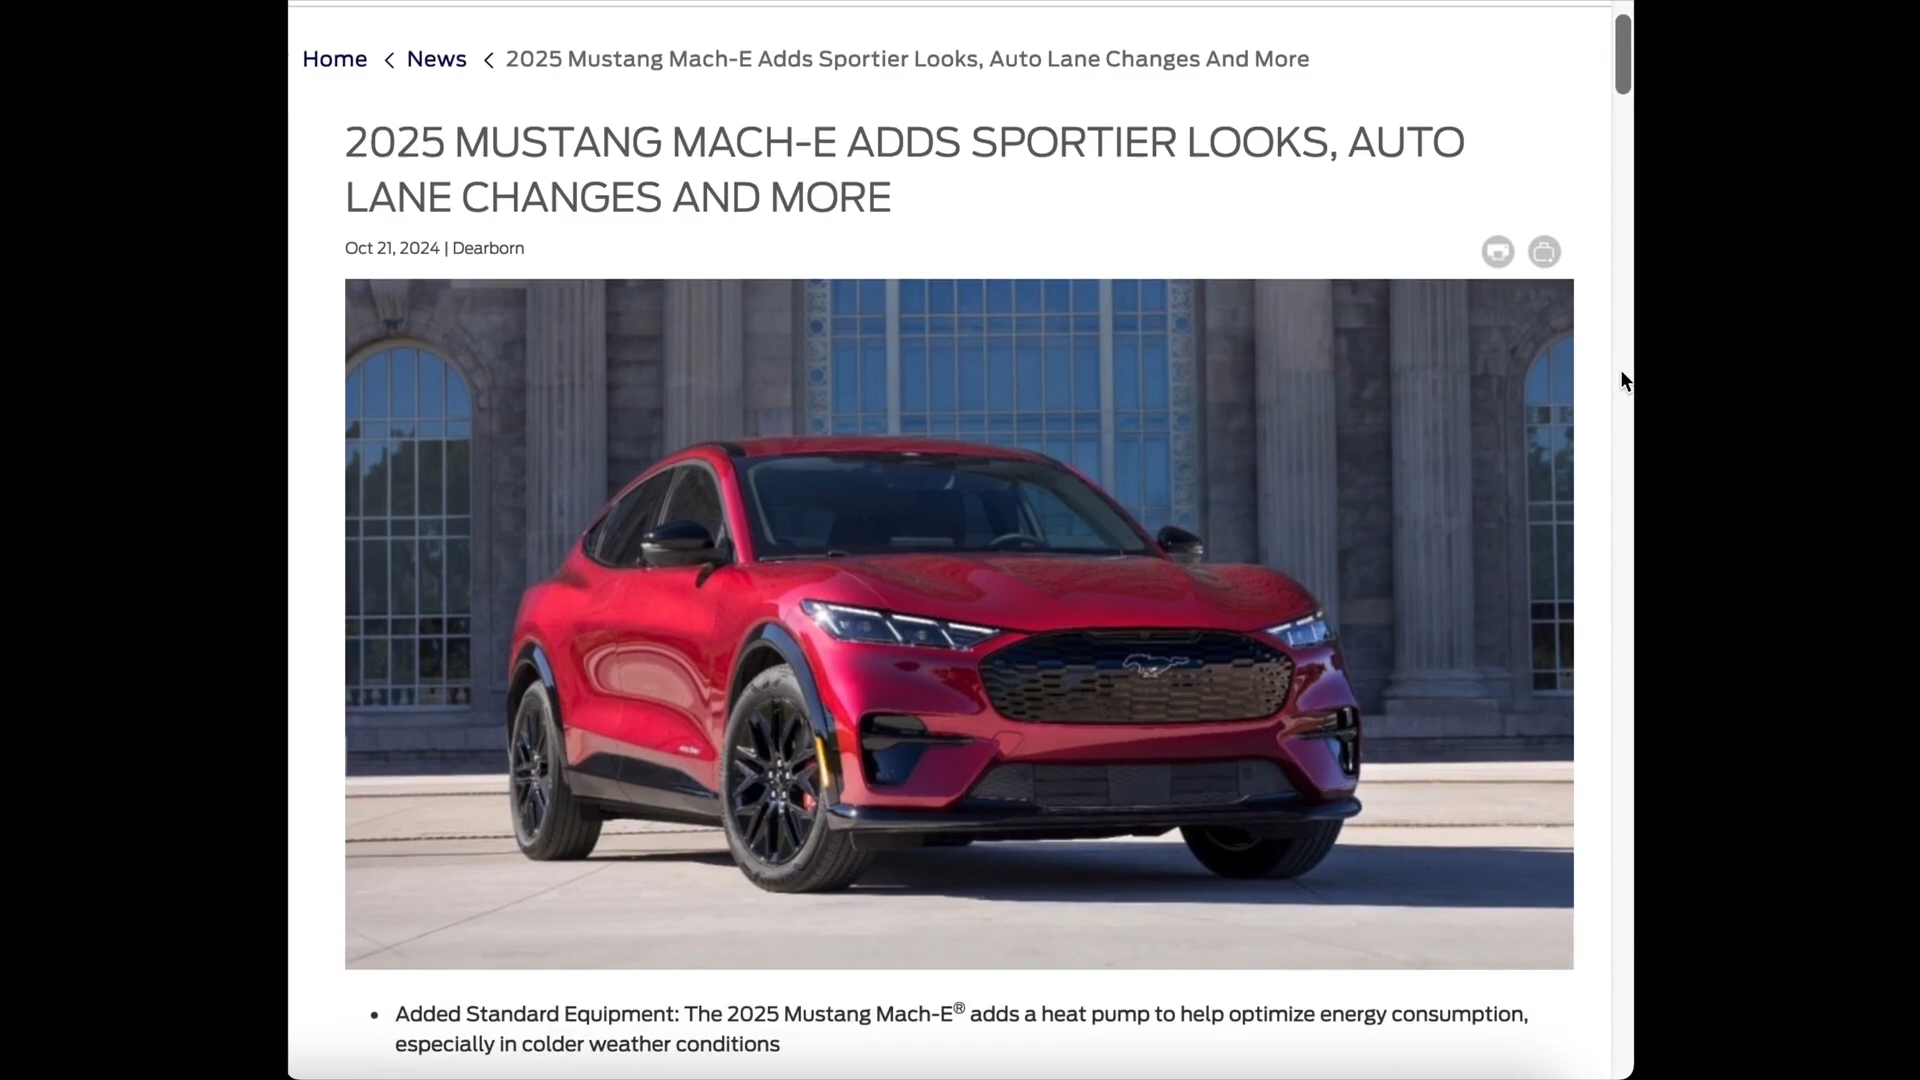 Home < News < 2025 Mustang Mach-E Adds Sportier Looks, Auto Lane Changes And More
2025 MUSTANG MACH-E ADDS SPORTIER LOOKS, AUTO
LANE CHANGES AND MORE
Oct 21, 2024 | Dearborn
• Added Standard Equipment: The 2025 Mustang Mach-E® adds a heat pump to help optimize energy consumption,
especially in colder weather conditions